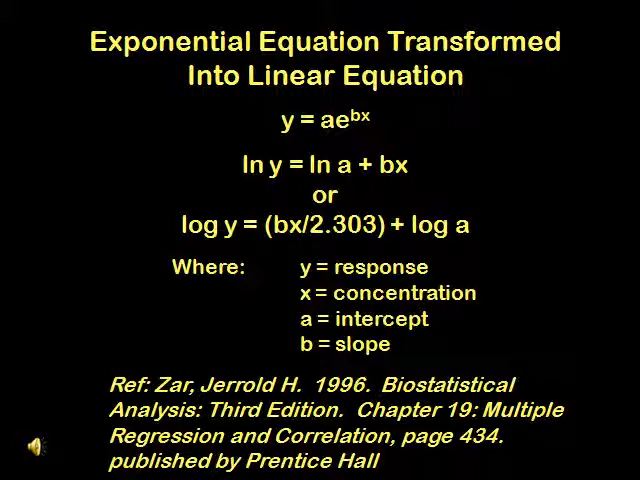 Exponential Equation Transformed
Into Linear Equation
y = ae^bx
ln y = ln a + bx
or
log y = (bx/2.303) + log a
Where: y = response
x = concentration
a = intercept
b = slope
Ref: Zar, Jerrold H. 1996. Biostatistical
Analysis: Third Edition. Chapter 19: Multiple
Regression and Correlation, page 434.
published by Prentice Hall